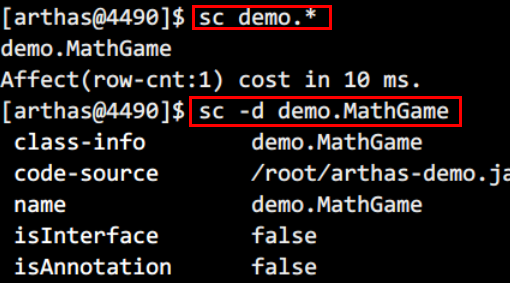 [arthas@4490]$ sc demo.*
demo.MathGame
Affect(row-cnt:1) cost in 10 ms.
[arthas@4490]$ sc -d demo.MathGame
class-info demo.MathGame
code-source /root/arthas-demo.ja
name demo.MathGame
isInterface false
isAnnotation false